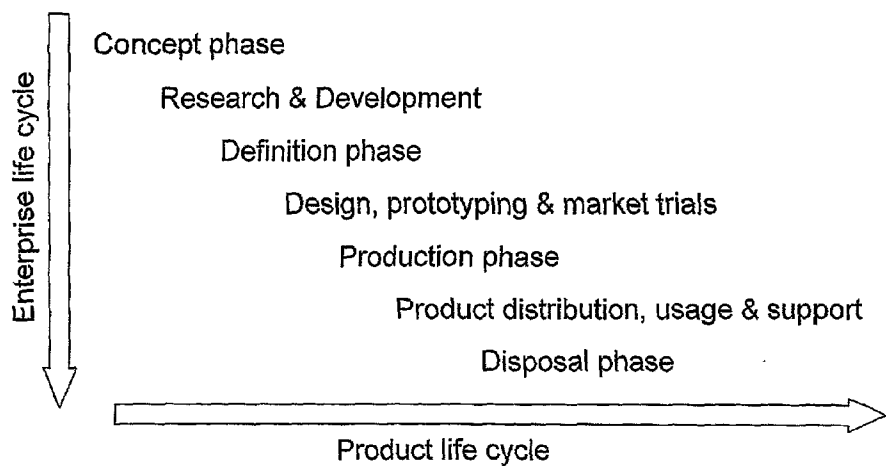 Enterprise life cycle
Concept phase
Research & Development
Definition phase
Design, prototyping & market trials
Production phase
Product distribution, usage & support
Disposal phase
Product life cycle